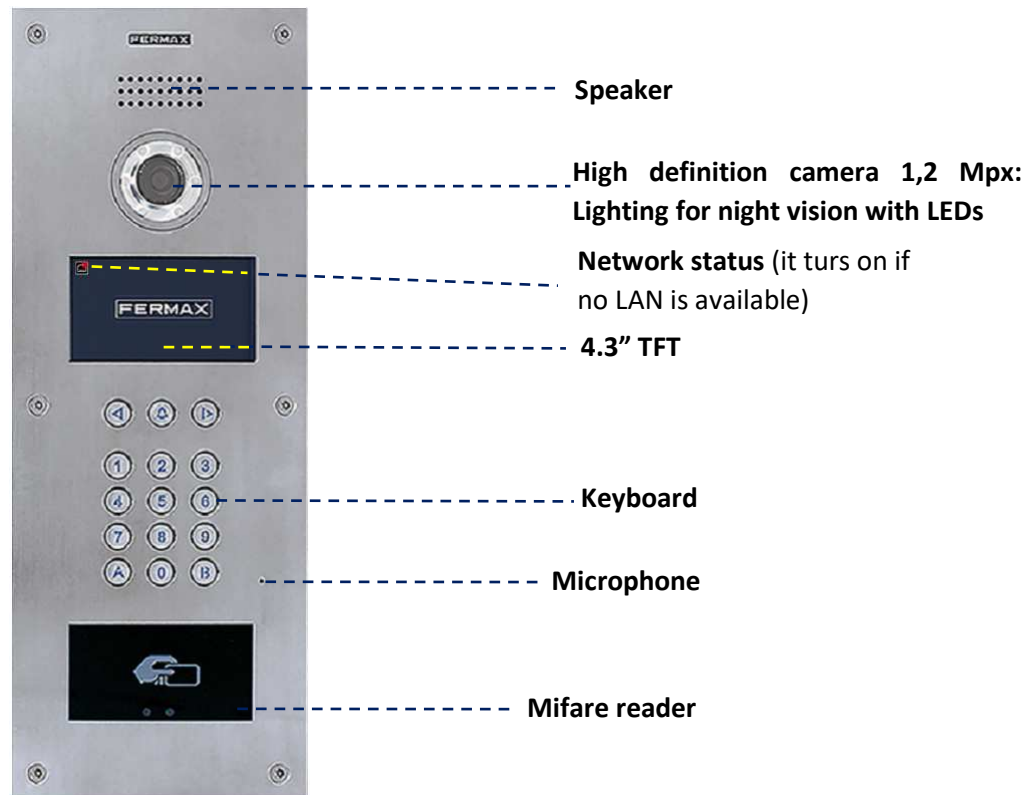 FERMAX
Speaker
High definition camera 1,2 Mpx:
Lighting for night vision with LEDs
Network status (it turs on if
no LAN is available)
FERMAX
4.3” TFT
1 2 3
4 5 6
Keyboard
7 8 9
A 0 B
Microphone
Mifare reader